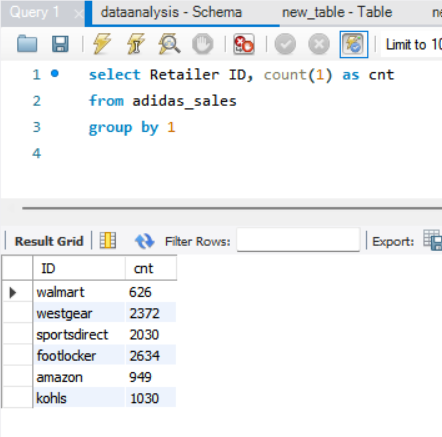 Query 1 dataanalysis - Schema new_table - Table
Limit to 10
1 select Retailer ID, count(1) as cnt
2 from adidas_sales
3 group by 1
4
Result Grid Filter Rows: Export:
ID cnt
walmart 626
westgear 2372
sportsdirect 2030
footlocker 2634
amazon 949
kohls 1030